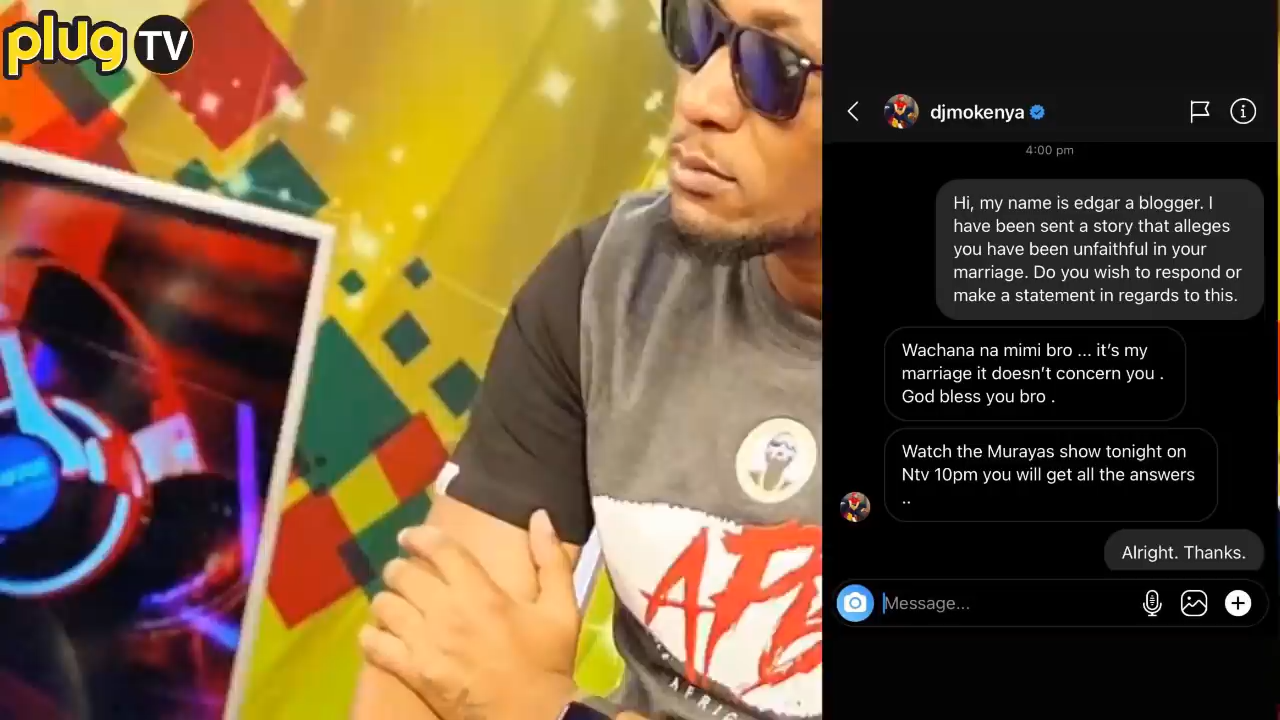 plug TV
djmokenya
4:00 pm
Hi, my name is edgar a blogger. I
have been sent a story that alleges
you have been unfaithful in your
marriage. Do you wish to respond or
make a statement in regards to this.
Wachana na mimi bro ... it's my
marriage it doesn't concern you .
God bless you bro .
Watch the Murayas show tonight on
Ntv 10pm you will get all the answers
..
Alright. Thanks.
Message...